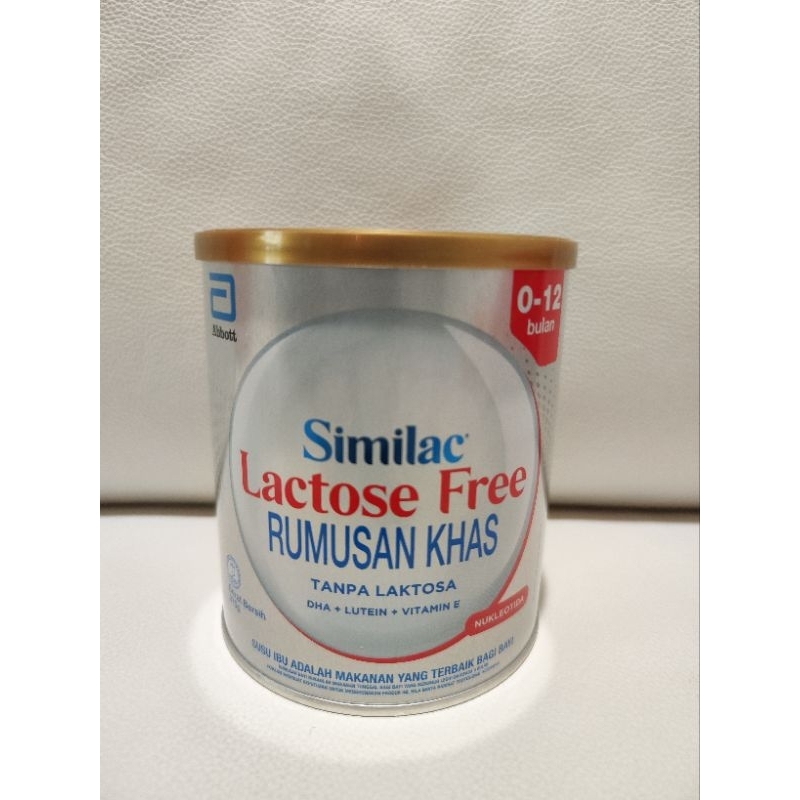 Abbott
0-12
bulan
Similac
Lactose Free
RUMUSAN KHAS
TANPA LAKTOSA
DHA + LUTEIN + VITAMIN E
NUKLEOTIDA
Bersih
SUSU IBU ADALAH MAKANAN YANG TERBAIK BAGI BAYI